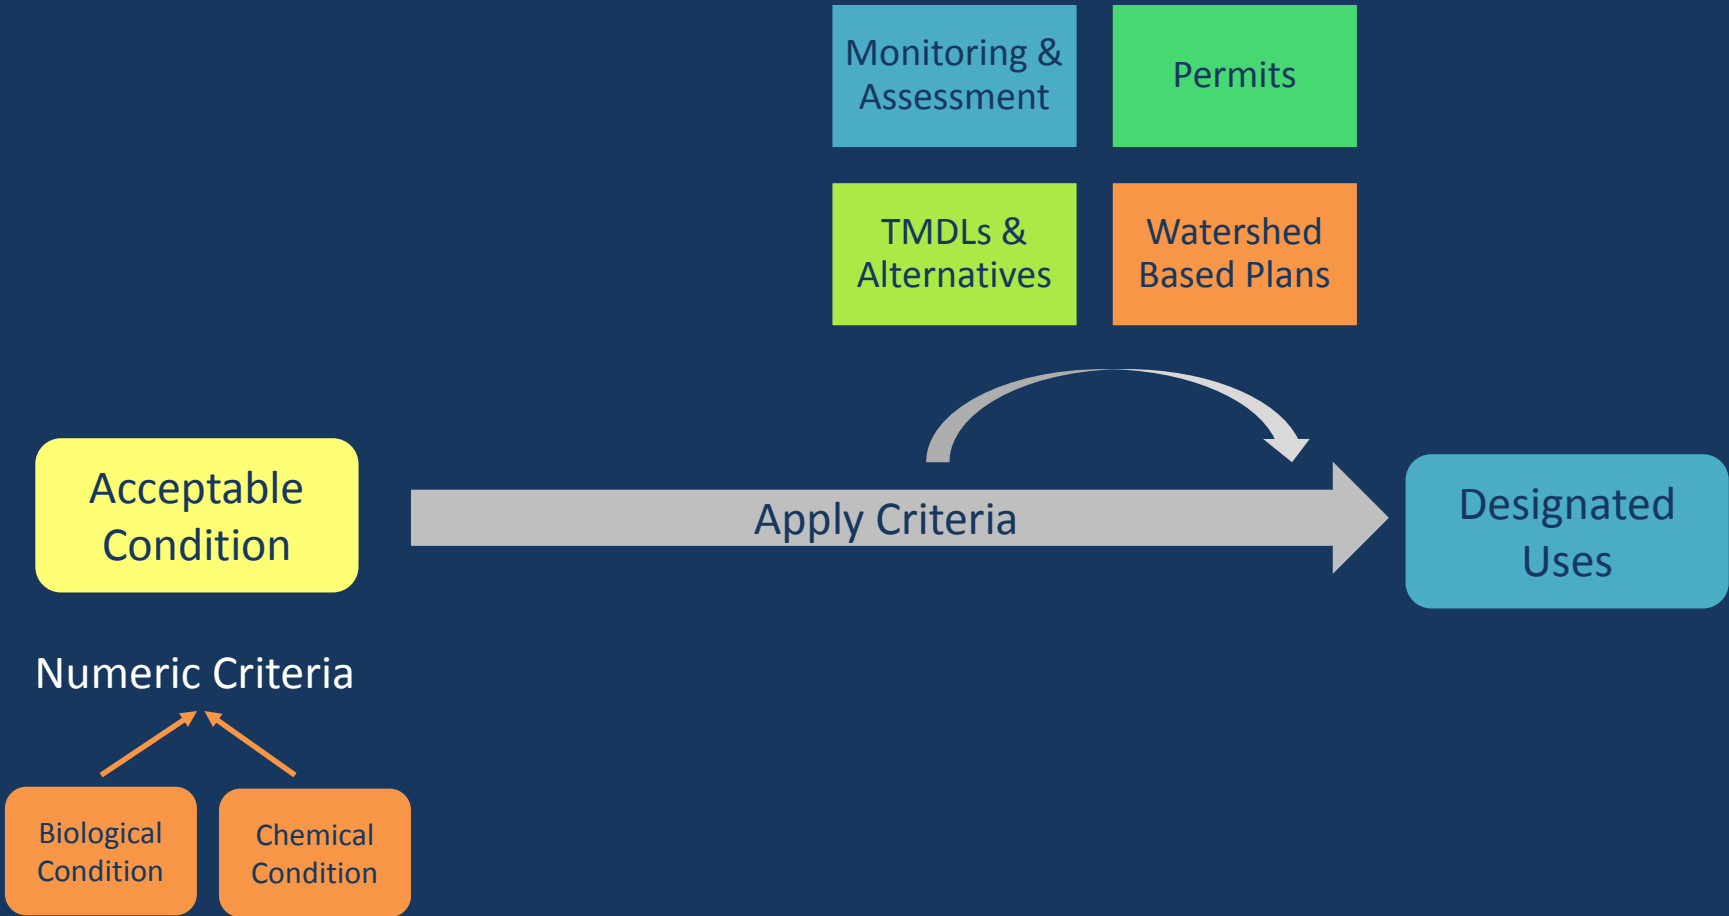 Monitoring &
Assessment
Permits
TMDLs &
Alternatives
Watershed
Based Plans
Acceptable
Condition
Apply Criteria
Designated
Uses
Numeric Criteria
Biological
Condition
Chemical
Condition